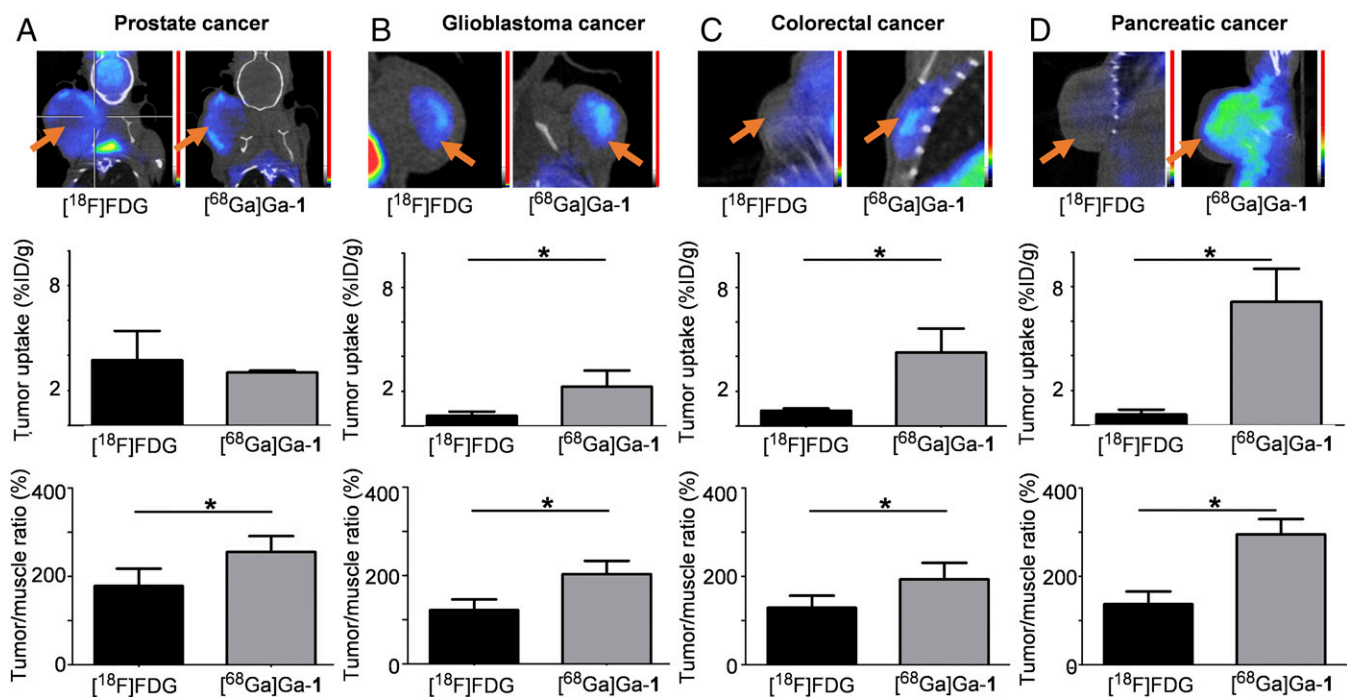 A Prostate cancer
B Glioblastoma cancer
C Colorectal cancer
D Pancreatic cancer
[¹⁸F]FDG [⁶⁸Ga]Ga-1
[¹⁸F]FDG [⁶⁸Ga]Ga-1
[¹⁸F]FDG [⁶⁸Ga]Ga-1
[¹⁸F]FDG [⁶⁸Ga]Ga-1
Tumor uptake (%ID/g)
8
2
[¹⁸F]FDG [⁶⁸Ga]Ga-1
Tumor uptake (%ID/g)
8
2
*
[¹⁸F]FDG [⁶⁸Ga]Ga-1
Tumor uptake (%ID/g)
8
2
*
[¹⁸F]FDG [⁶⁸Ga]Ga-1
Tumor uptake (%ID/g)
8
2
*
[¹⁸F]FDG [⁶⁸Ga]Ga-1
Tumor/muscle ratio (%)
400
200
0
*
[¹⁸F]FDG [⁶⁸Ga]Ga-1
Tumor/muscle ratio (%)
400
200
0
*
[¹⁸F]FDG [⁶⁸Ga]Ga-1
Tumor/muscle ratio (%)
400
200
0
*
[¹⁸F]FDG [⁶⁸Ga]Ga-1
Tumor/muscle ratio (%)
400
200
0
*
[¹⁸F]FDG [⁶⁸Ga]Ga-1